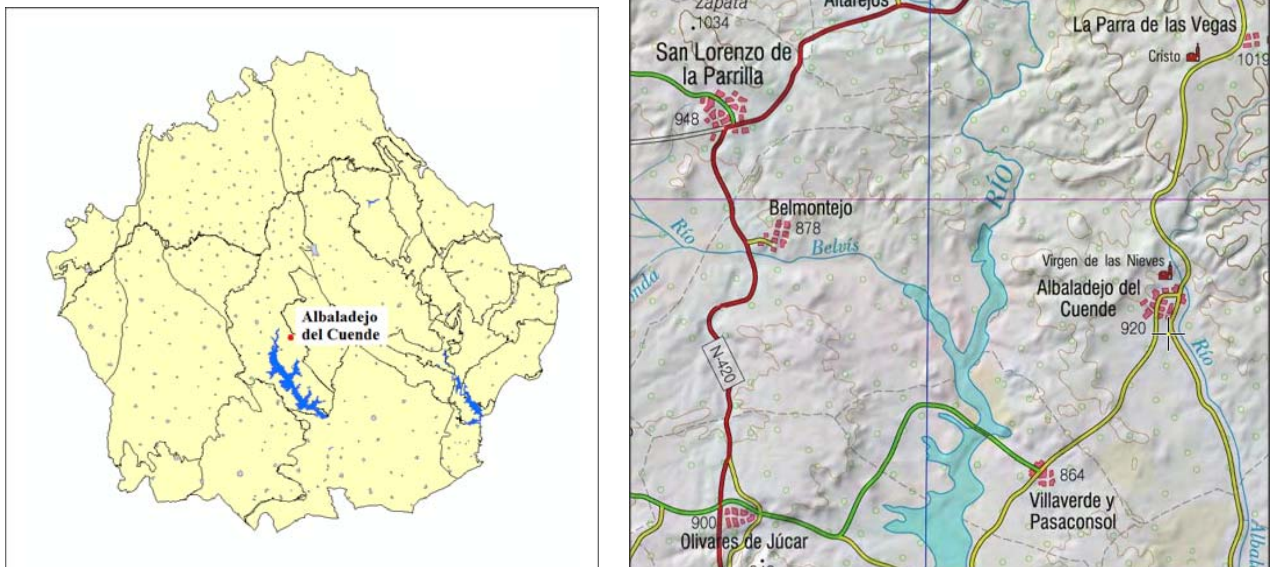 Albaladejo
del Cuende
Zapata
1034
Altarejos
La Parra de las Vegas
Cristo
1019
San Lorenzo de
la Parrilla
948
RÍO
Belmontejo
878
Río
Belvís
Virgen de las Nieves
Albaladejo del
Cuende
920
Río
N-420
864
Villaverde y
Pasaconsol
900
Olivares de Júcar